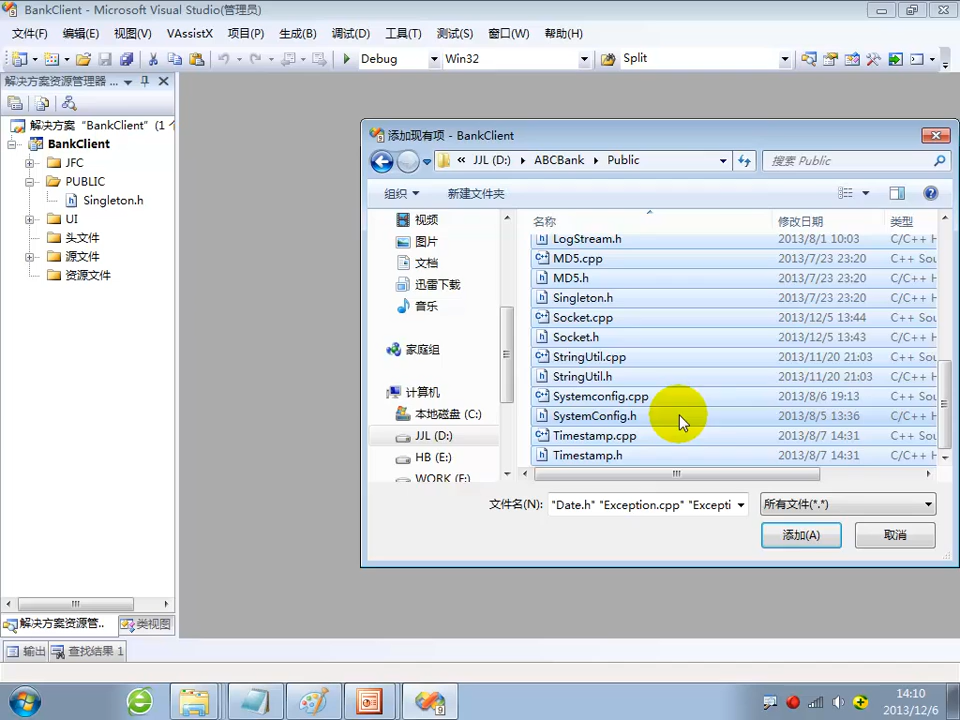 BankClient - Microsoft Visual Studio(管理员)
文件(F) 编辑(E) 视图(V) VAssistX 项目(P) 生成(B) 调试(D) 工具(T) 测试(S) 窗口(W) 帮助(H)
Debug Win32 Split
解决方案资源管理器 ...
解决方案 "BankClient" (1 个
BankClient
JFC
PUBLIC
Singleton.h
UI
头文件
源文件
资源文件
解决方案资源管.. 类视图
输出 查找结果 1
添加现有项 - BankClient
« JJL (D:) ABCBank Public 搜索 Public
组织 新建文件夹
视频
图片
文档
迅雷下载
音乐
家庭组
计算机
本地磁盘 (C:)
JJL (D:)
HB (E:)
WORK (F:)
名称 修改日期 类型
LogStream.h 2013/8/1 10:03 C/C++ H
MD5.cpp 2013/7/23 23:20 C++ Sou
MD5.h 2013/7/23 23:20 C/C++ H
Singleton.h 2013/7/23 23:20 C/C++ H
Socket.cpp 2013/12/5 13:44 C++ Sou
Socket.h 2013/12/5 13:43 C/C++ H
StringUtil.cpp 2013/11/20 21:03 C++ Sou
StringUtil.h 2013/11/20 21:03 C/C++ H
Systemconfig.cpp 2013/8/6 19:13 C++ Sou
SystemConfig.h 2013/8/5 13:36 C/C++ H
Timestamp.cpp 2013/8/7 14:31 C++ Sou
Timestamp.h 2013/8/7 14:31 C/C++ H
文件名(N): "Date.h" "Exception.cpp" "Excepti 所有文件(*.*)
添加(A) 取消
14:10
2013/12/6